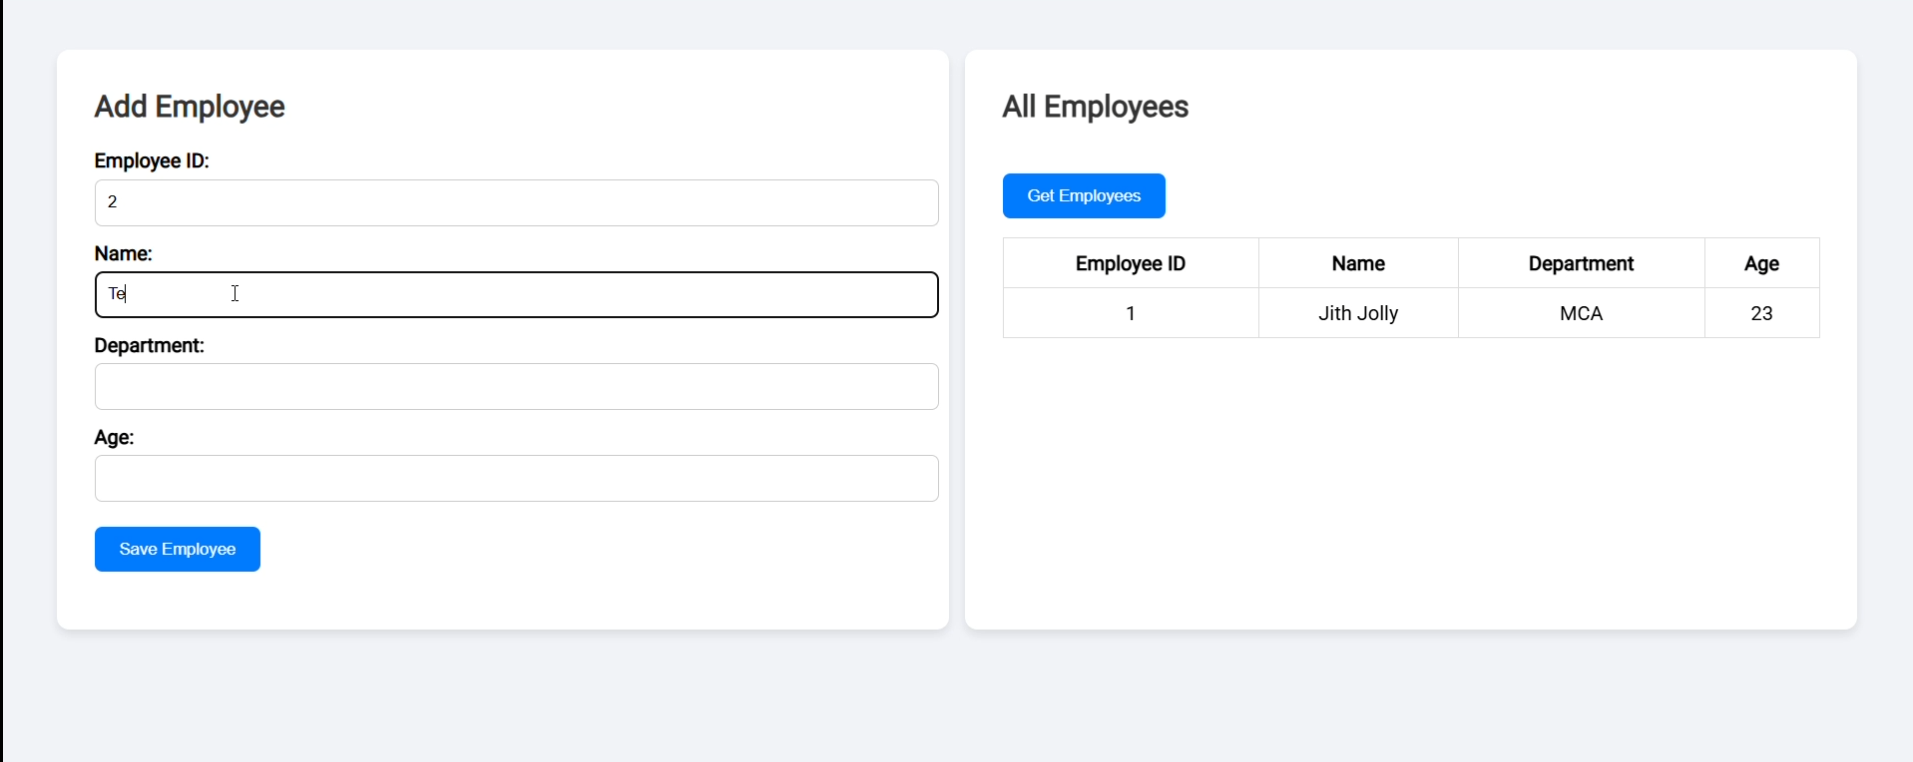 Add Employee
Employee ID:
2
Name:
Te
Department:
Age:
Save Employee
All Employees
Get Employees
Employee ID Name Department Age
1 Jith Jolly MCA 23